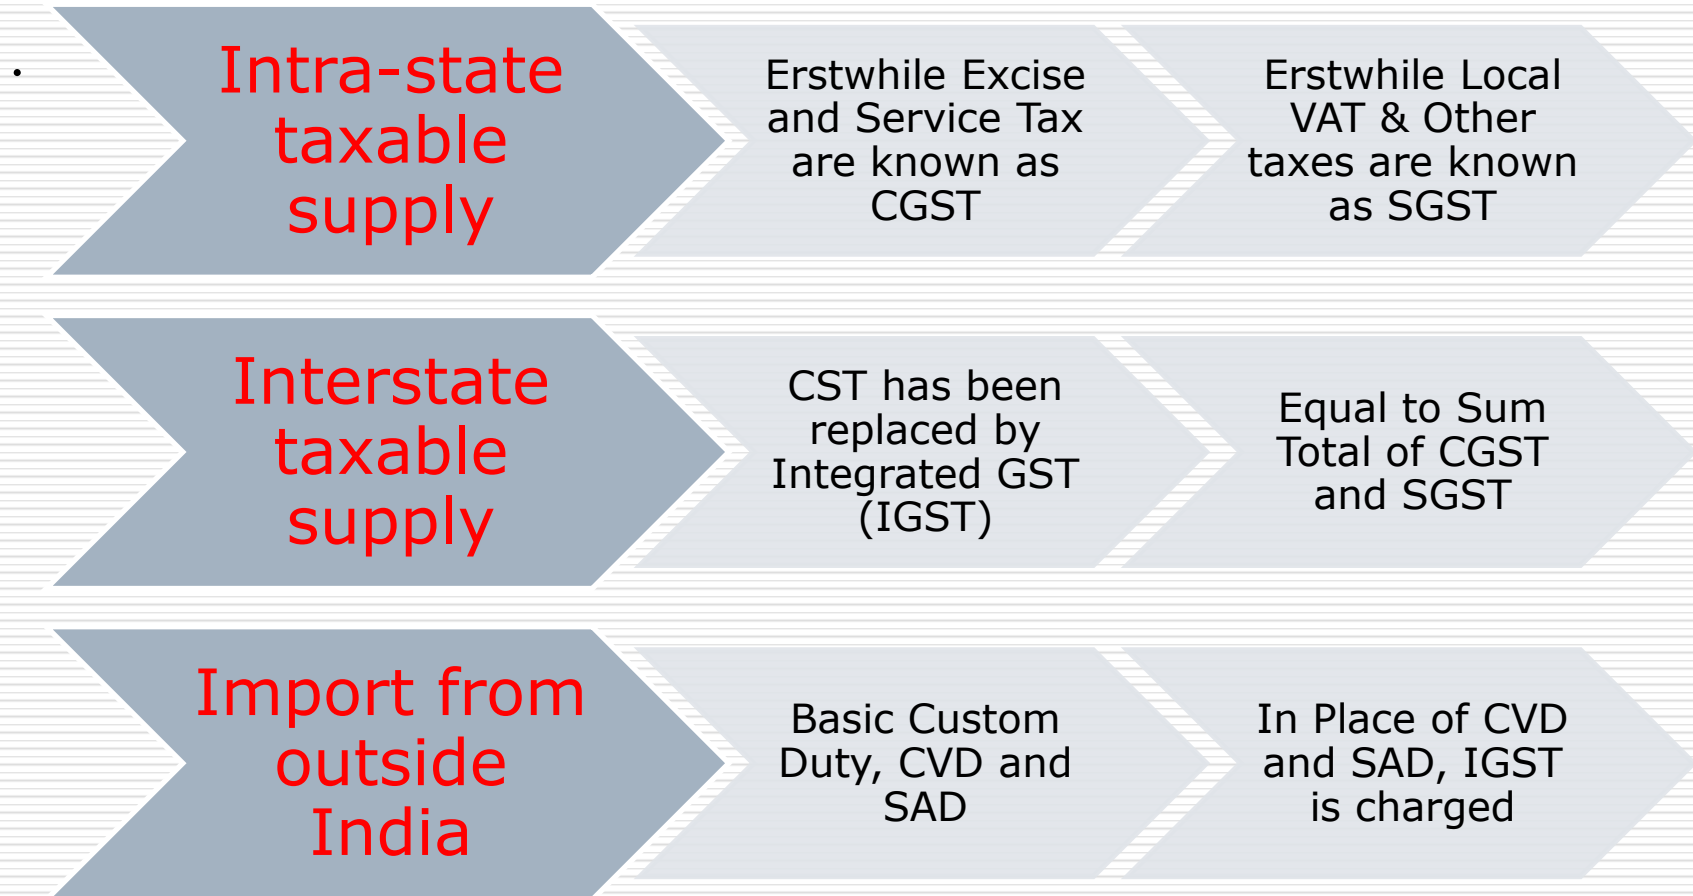 Intra-state
taxable
supply
Erstwhile Excise
and Service Tax
are known as
CGST
Erstwhile Local
VAT & Other
taxes are known
as SGST
Interstate
taxable
supply
CST has been
replaced by
Integrated GST
(IGST)
Equal to Sum
Total of CGST
and SGST
Import from
outside
India
Basic Custom
Duty, CVD and
SAD
In Place of CVD
and SAD, IGST
is charged